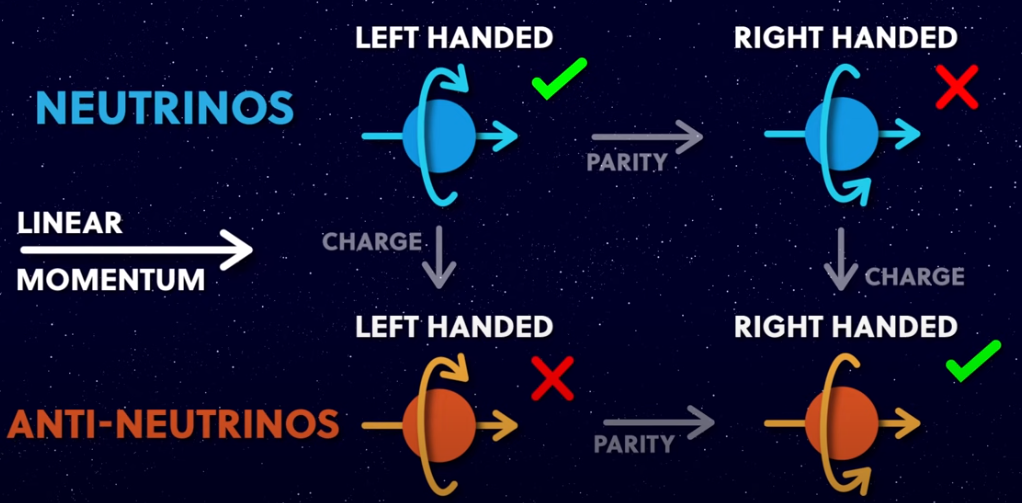 LEFT HANDED
RIGHT HANDED
NEUTRINOS
PARITY
LINEAR
MOMENTUM
CHARGE
CHARGE
LEFT HANDED
RIGHT HANDED
ANTI-NEUTRINOS
PARITY